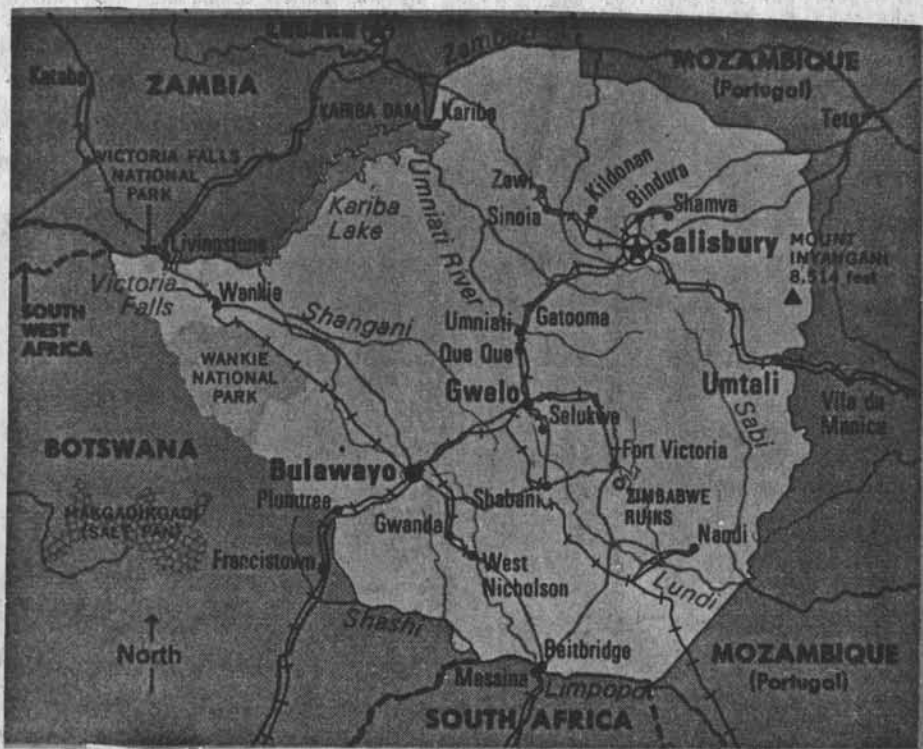 Lusaka
Zambezi
MOZAMBIQUE
(Portugal)
Kataba
ZAMBIA
KARIBA DAM
Kariba
Tete
VICTORIA FALLS
NATIONAL
PARK
Zawi
Kildonan
Bindura
Shamva
Umniati River
Kariba
Lake
Sinoia
Salisbury
MOUNT
INYANGANI
8,514 feet
Livingstone
Victoria
Falls
SOUTH
WEST
AFRICA
Wankie
Shangani
Umniati
Gatooma
Que Que
WANKIE
NATIONAL
PARK
Gwelo
Umtali
Selukwe
Sabi
Vila de
Manica
BOTSWANA
Bulawayo
Fort Victoria
Plumtree
Shabani
ZIMBABWE
RUINS
MAKGADIKGADI
(SALT PAN)
Gwanda
Nandi
Francistown
West
Nicholson
Lundi
Shashi
North
Beitbridge
MOZAMBIQUE
(Portugal)
Messina
Limpopo
SOUTH AFRICA